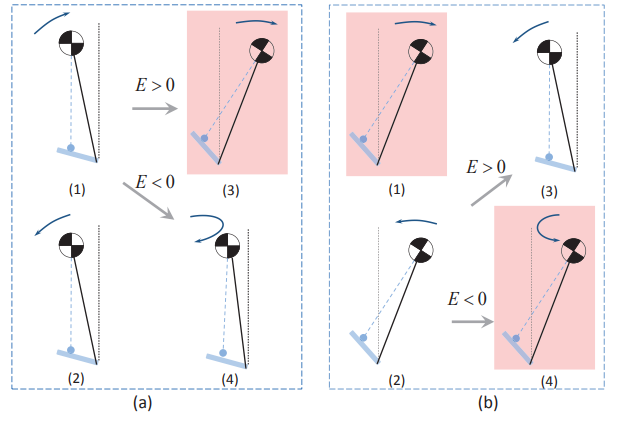 E > 0
(1)
(3)
E < 0
(2)
(4)
(a)
(1)
E > 0
(3)
E < 0
(2)
(4)
(b)